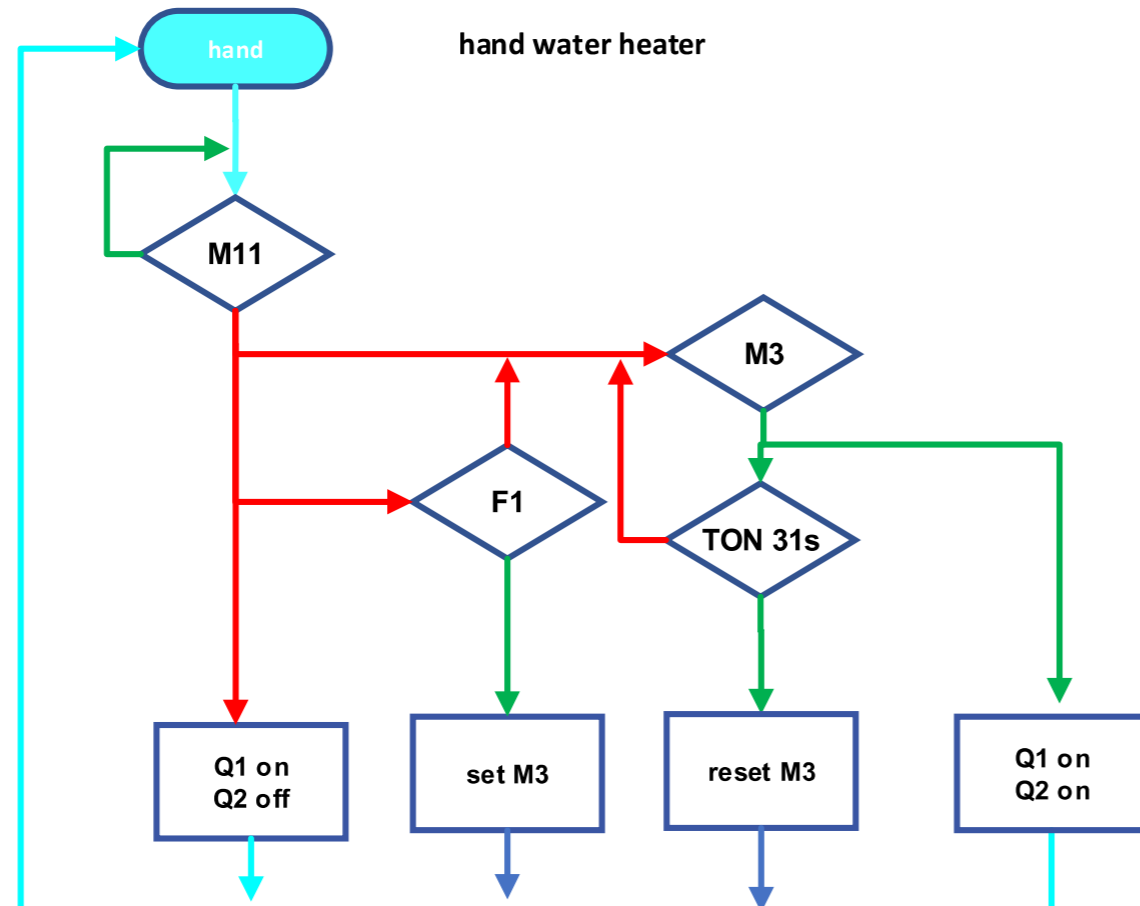 hand
hand water heater
M11
M3
F1
TON 31s
Q1 on
Q2 off
set M3
reset M3
Q1 on
Q2 on